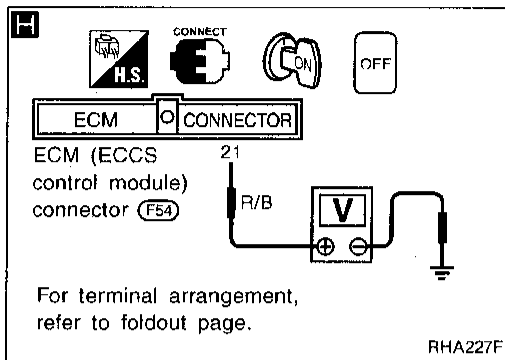 H
CONNECT
H.S.
ON
OFF
ECM CONNECTOR
ECM (ECCS
control module)
connector F54
21
R/B
V
For terminal arrangement,
refer to foldout page.
RHA227F